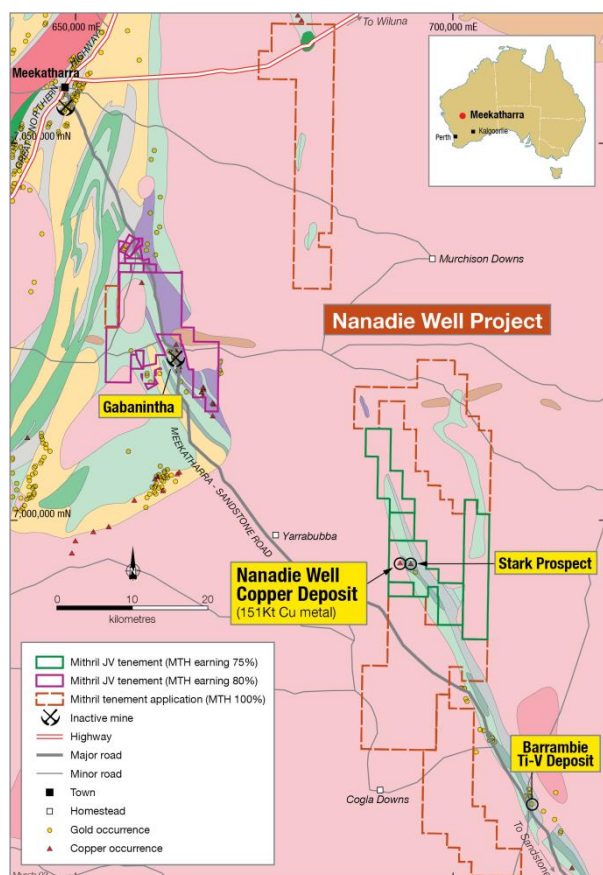 650,000 mE
700,000 mE
To Wiluna
HIGHWAY
Meekatharra
GREAT NORTHERN
7,050,000 mN
Meekatharra
Perth
Kalgoorlie
Murchison Downs
Nanadie Well Project
Gabanintha
MEEKATHARRA - SANDSTONE ROAD
7,000,000 mN
Yarrabubba
Nanadie Well
Copper Deposit
(151Kt Cu metal)
Stark Prospect
0 10 20
kilometres
Mithril JV tenement (MTH earning 75%)
Mithril JV tenement (MTH earning 80%)
Mithril tenement application (MTH 100%)
Inactive mine
Highway
Major road
Minor road
Town
Homestead
Gold occurrence
Copper occurrence
Barrambie
Ti-V Deposit
Cogla Downs
To Sandstone